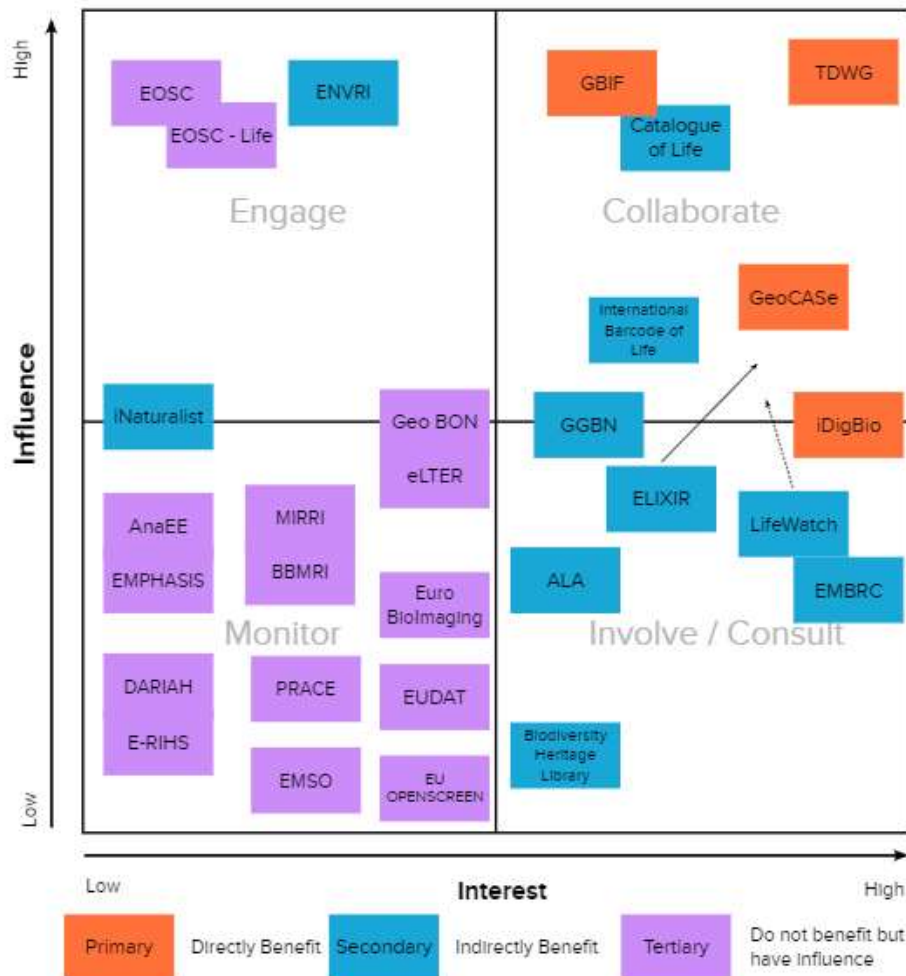 High
Influence
Low
EOSC
EOSC - Life
ENVRI
Engage
GBIF
Catalogue
of Life
TDWG
Collaborate
International
Barcode of
Life
GeoCASe
iNaturalist
Geo BON
eLTER
AnaEE
EMPHASIS
MIRRI
BBMRI
Euro
BioImaging
Monitor
DARIAH
E-RIHS
PRACE
EMSO
EUDAT
EU
OPENSCREEN
GGBN
iDigBio
ELIXIR
LifeWatch
ALA
EMBRC
Involve / Consult
Biodiversity
Heritage
Library
Low
Interest
High
Primary
Directly Benefit
Secondary
Indirectly Benefit
Tertiary
Do not benefit but
have influence